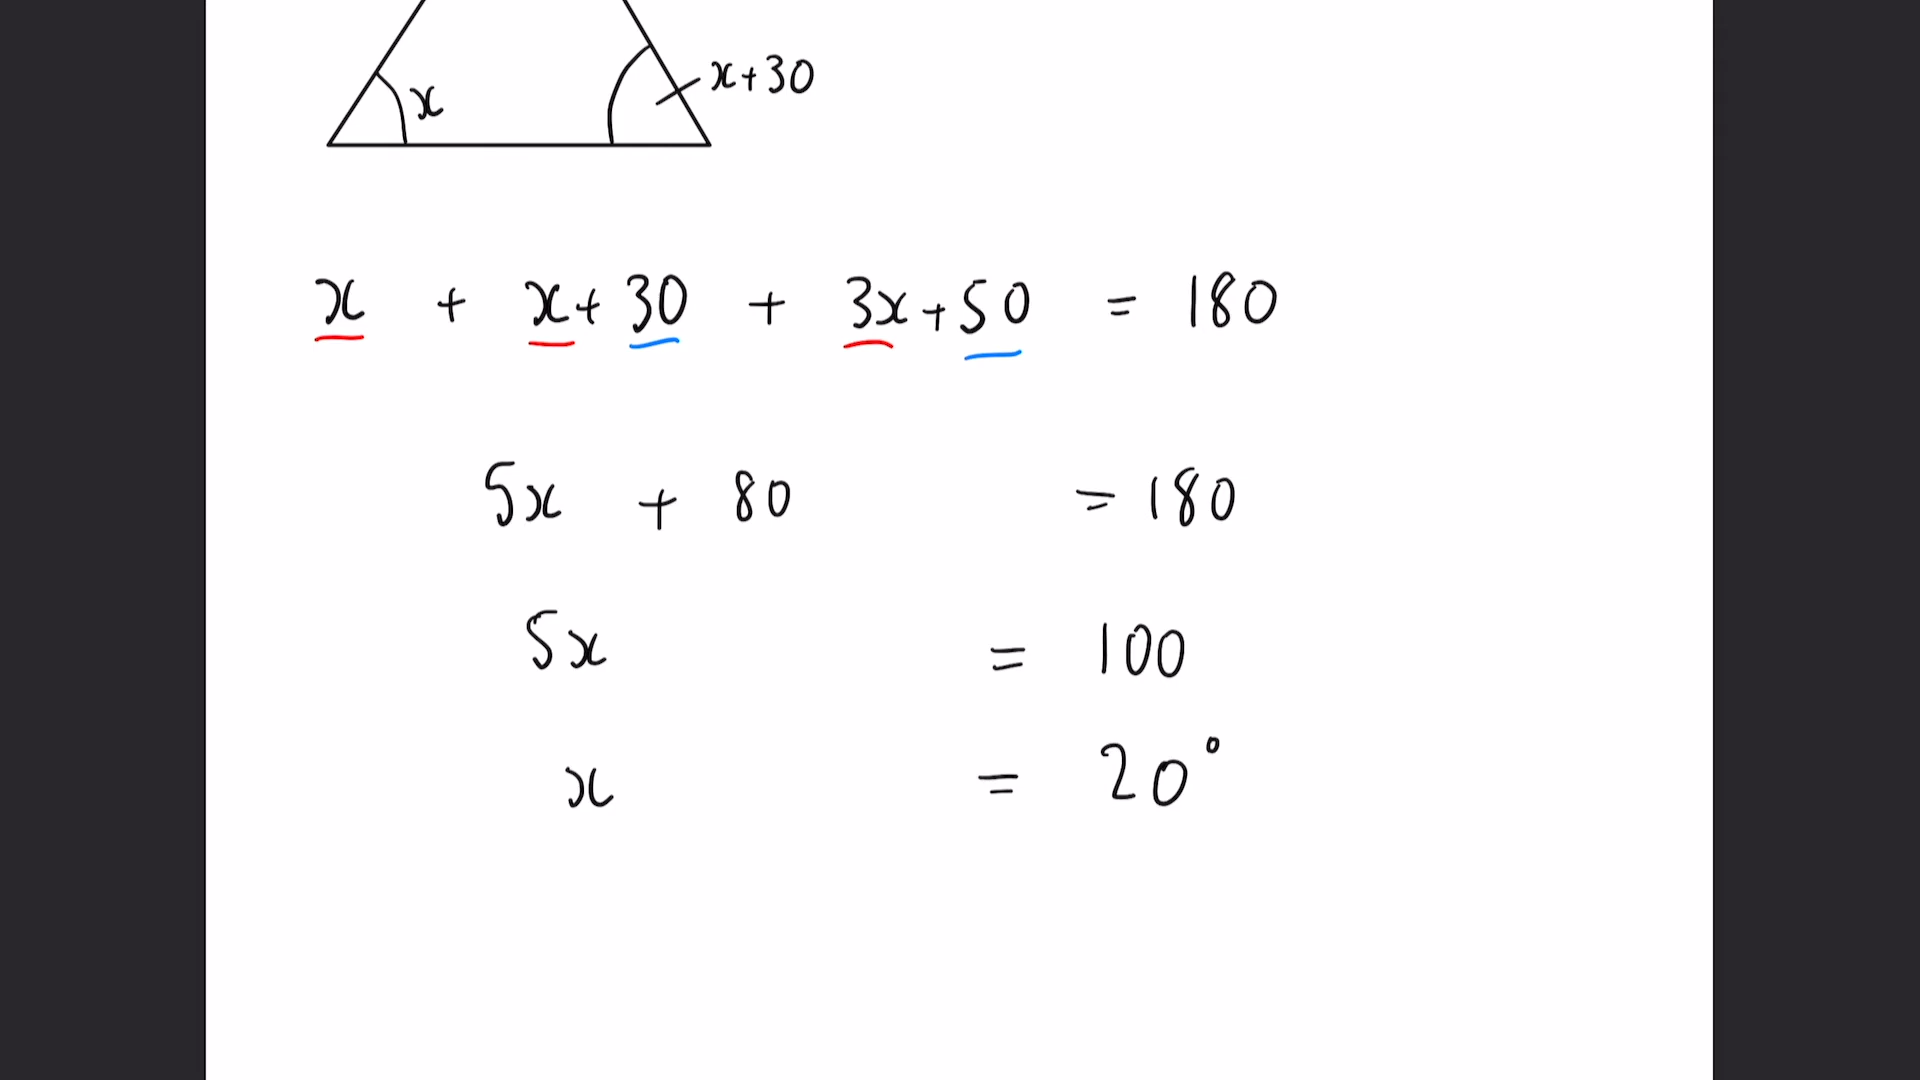 x+30
x
x + x+30 + 3x+50 = 180
5x + 80 = 180
5x = 100
x = 20°